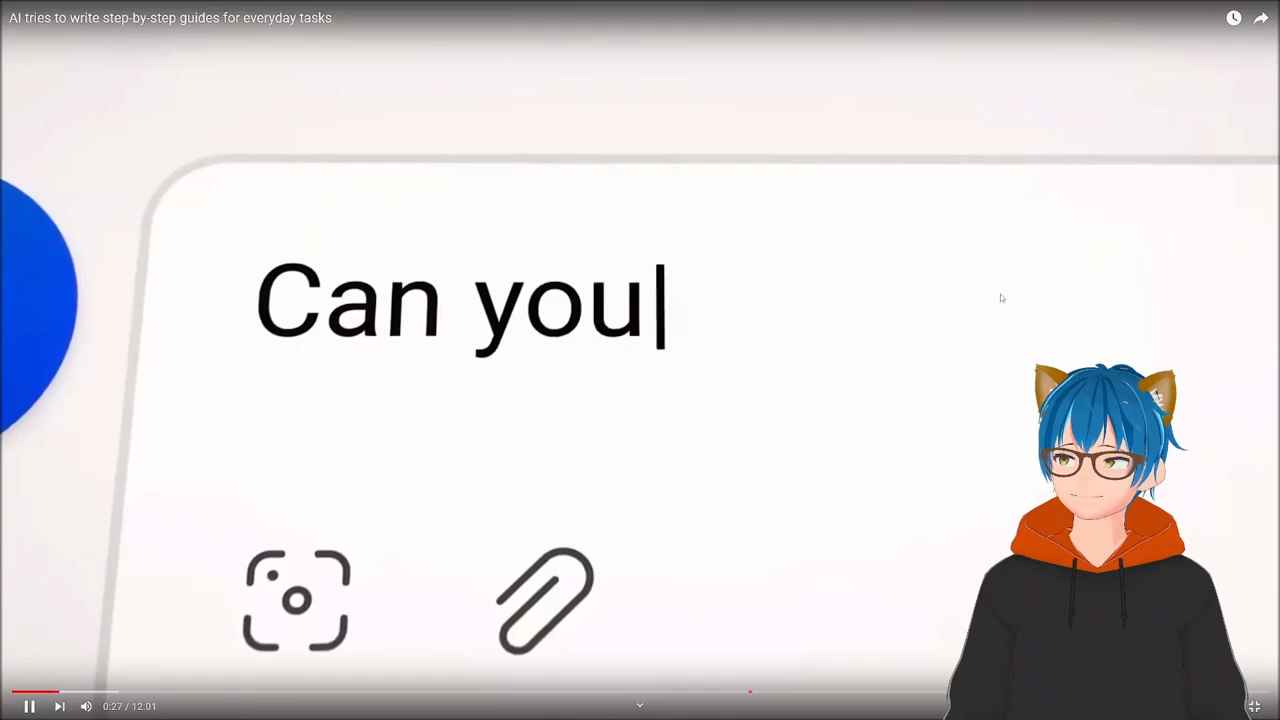 AI tries to write step-by-step guides for everyday tasks
Can you
0:27 / 12:01